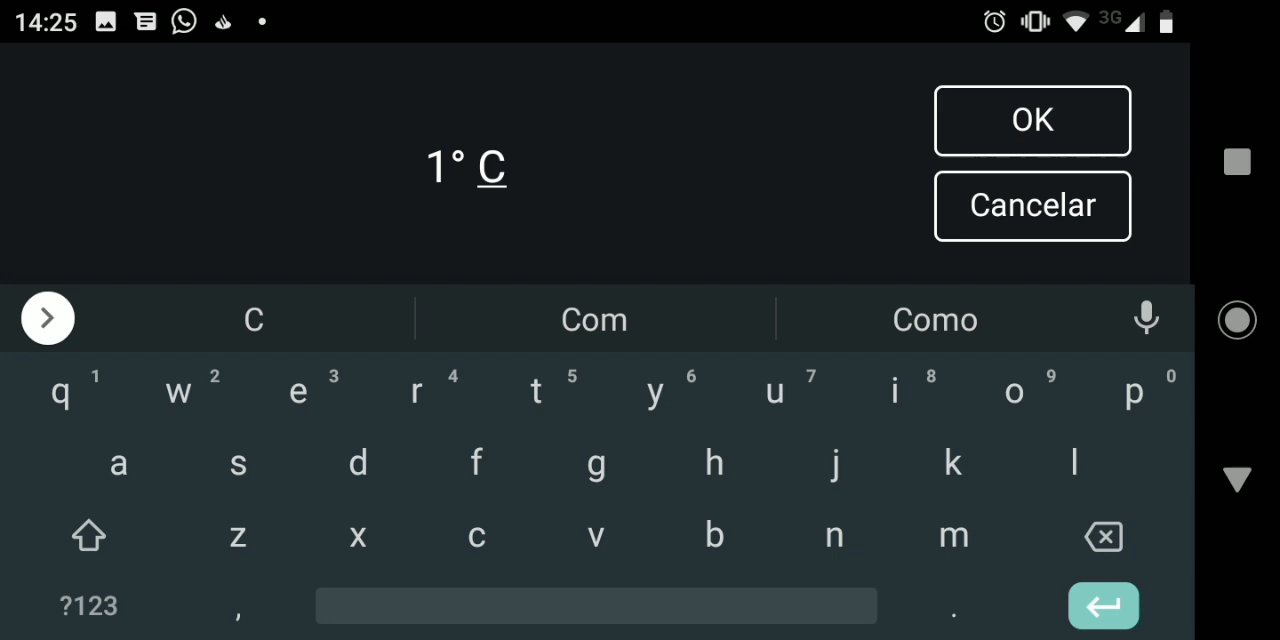 14:25
3G
1° C
OK
Cancelar
C Com Como
q 1 w 2 e 3 r 4 t 5 y 6 u 7 i 8 o 9 p 0
a s d f g h j k l
z x c v b n m
?123 , .